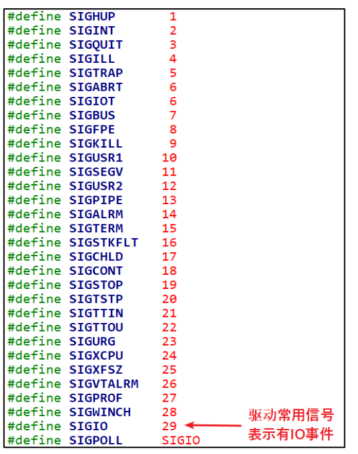 #define SIGHUP 1
#define SIGINT 2
#define SIGQUIT 3
#define SIGILL 4
#define SIGTRAP 5
#define SIGABRT 6
#define SIGIOT 6
#define SIGBUS 7
#define SIGFPE 8
#define SIGKILL 9
#define SIGUSR1 10
#define SIGSEGV 11
#define SIGUSR2 12
#define SIGPIPE 13
#define SIGALRM 14
#define SIGTERM 15
#define SIGSTKFLT 16
#define SIGCHLD 17
#define SIGCONT 18
#define SIGSTOP 19
#define SIGTSTP 20
#define SIGTTIN 21
#define SIGTTOU 22
#define SIGURG 23
#define SIGXCPU 24
#define SIGXFSZ 25
#define SIGVTALRM 26
#define SIGPROF 27
#define SIGWINCH 28
#define SIGIO 29
#define SIGPOLL SIGIO
驱动常用信号
表示有IO事件